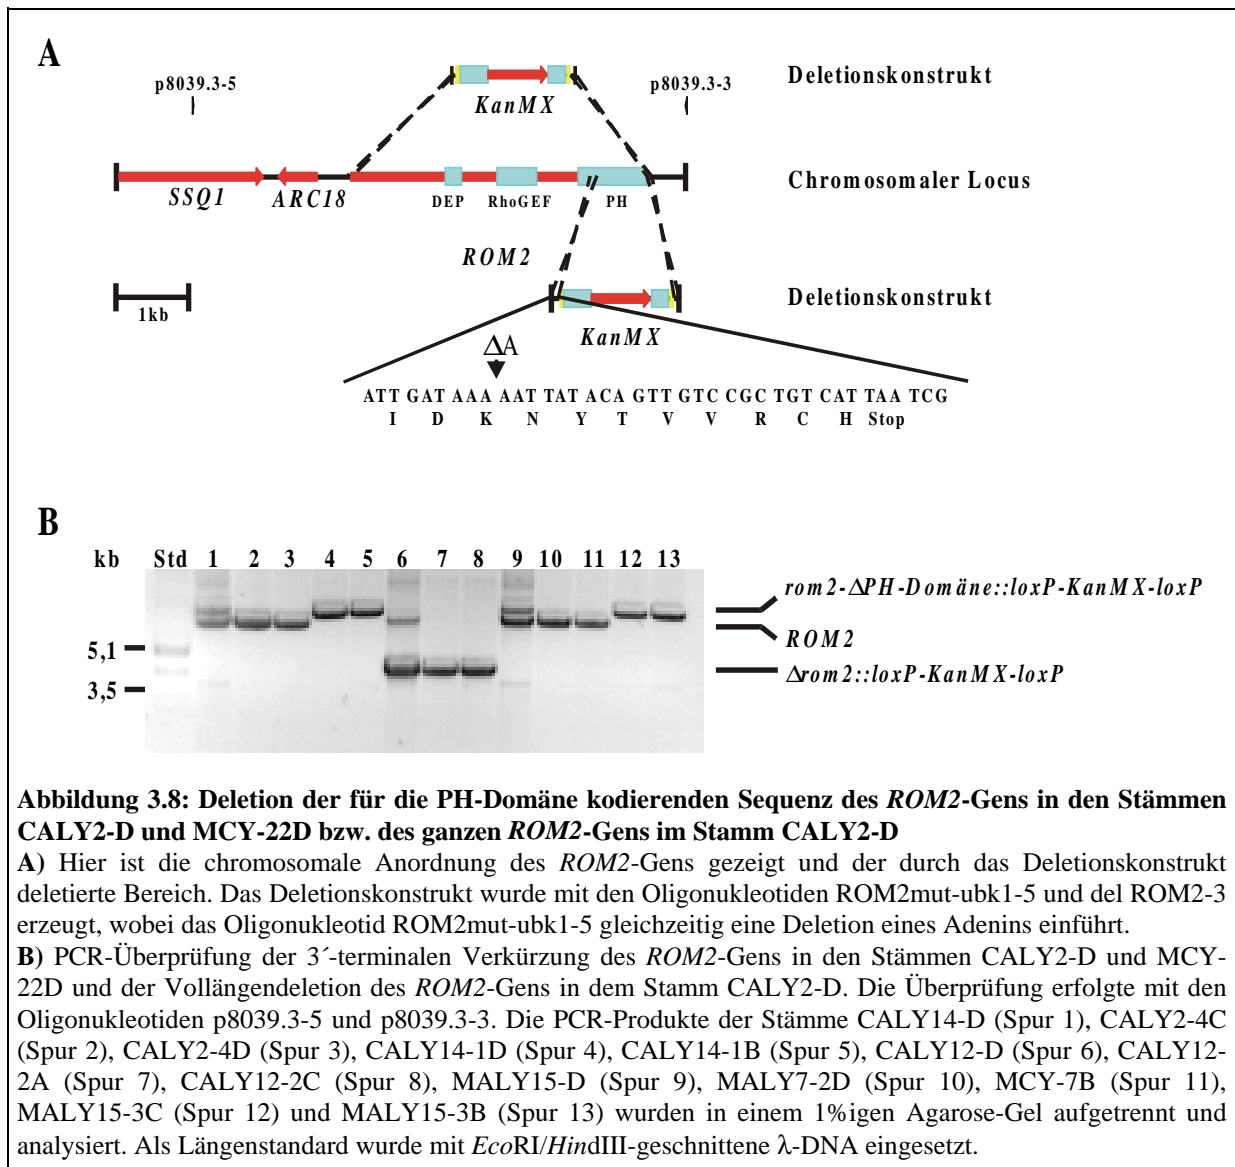 A
p8039.3-5
p8039.3-3
Deletionskonstrukt
KanMX
SSQ1
ARC18
DEP
RhoGEF
PH
Chromosomaler Locus
ROM2
1kb
KanMX
Deletionskonstrukt
ΔA
ATT GAT AAA AAT TAT ACA GTT GTC CGC TGT CAT TAA TCG
I D K N Y T V V R C H Stop
B
kb Std 1 2 3 4 5 6 7 8 9 10 11 12 13
5,1
3,5
rom2-ΔPH-Domäne::loxP-KanMX-loxP
ROM2
Δrom2::loxP-KanMX-loxP
Abbildung 3.8: Deletion der für die PH-Domäne kodierenden Sequenz des ROM2-Gens in den Stämmen
CALY2-D und MCY-22D bzw. des ganzen ROM2-Gens im Stamm CALY2-D
A) Hier ist die chromosomale Anordnung des ROM2-Gens gezeigt und der durch das Deletionskonstrukt
deletierte Bereich. Das Deletionskonstrukt wurde mit den Oligonukleotiden ROM2mut-ubk1-5 und del ROM2-3
erzeugt, wobei das Oligonukleotid ROM2mut-ubk1-5 gleichzeitig eine Deletion eines Adenins einführt.
B) PCR-Überprüfung der 3´-terminalen Verkürzung des ROM2-Gens in den Stämmen CALY2-D und MCY-
22D und der Vollängendeletion des ROM2-Gens in dem Stamm CALY2-D. Die Überprüfung erfolgte mit den
Oligonukleotiden p8039.3-5 und p8039.3-3. Die PCR-Produkte der Stämme CALY14-D (Spur 1), CALY2-4C
(Spur 2), CALY2-4D (Spur 3), CALY14-1D (Spur 4), CALY14-1B (Spur 5), CALY12-D (Spur 6), CALY12-
2A (Spur 7), CALY12-2C (Spur 8), MALY15-D (Spur 9), MALY7-2D (Spur 10), MCY-7B (Spur 11),
MALY15-3C (Spur 12) und MALY15-3B (Spur 13) wurden in einem 1%igen Agarose-Gel aufgetrennt und
analysiert. Als Längenstandard wurde mit EcoRI/HindIII-geschnittene λ-DNA eingesetzt.